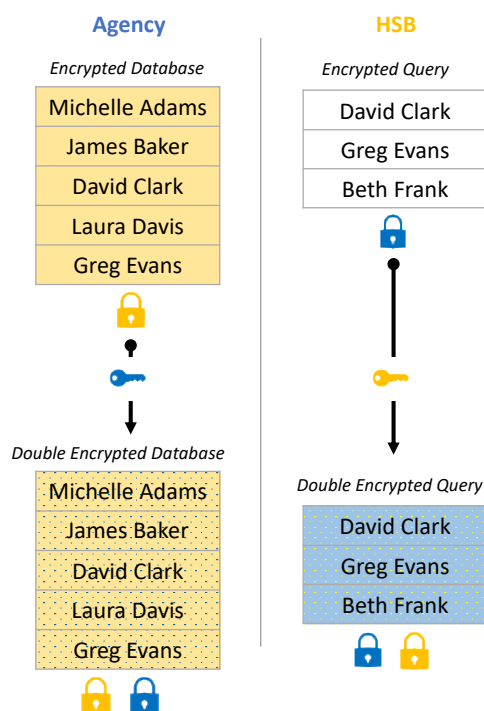 Agency
Encrypted Database
Michelle Adams
James Baker
David Clark
Laura Davis
Greg Evans
Double Encrypted Database
Michelle Adams
James Baker
David Clark
Laura Davis
Greg Evans
HSB
Encrypted Query
David Clark
Greg Evans
Beth Frank
Double Encrypted Query
David Clark
Greg Evans
Beth Frank